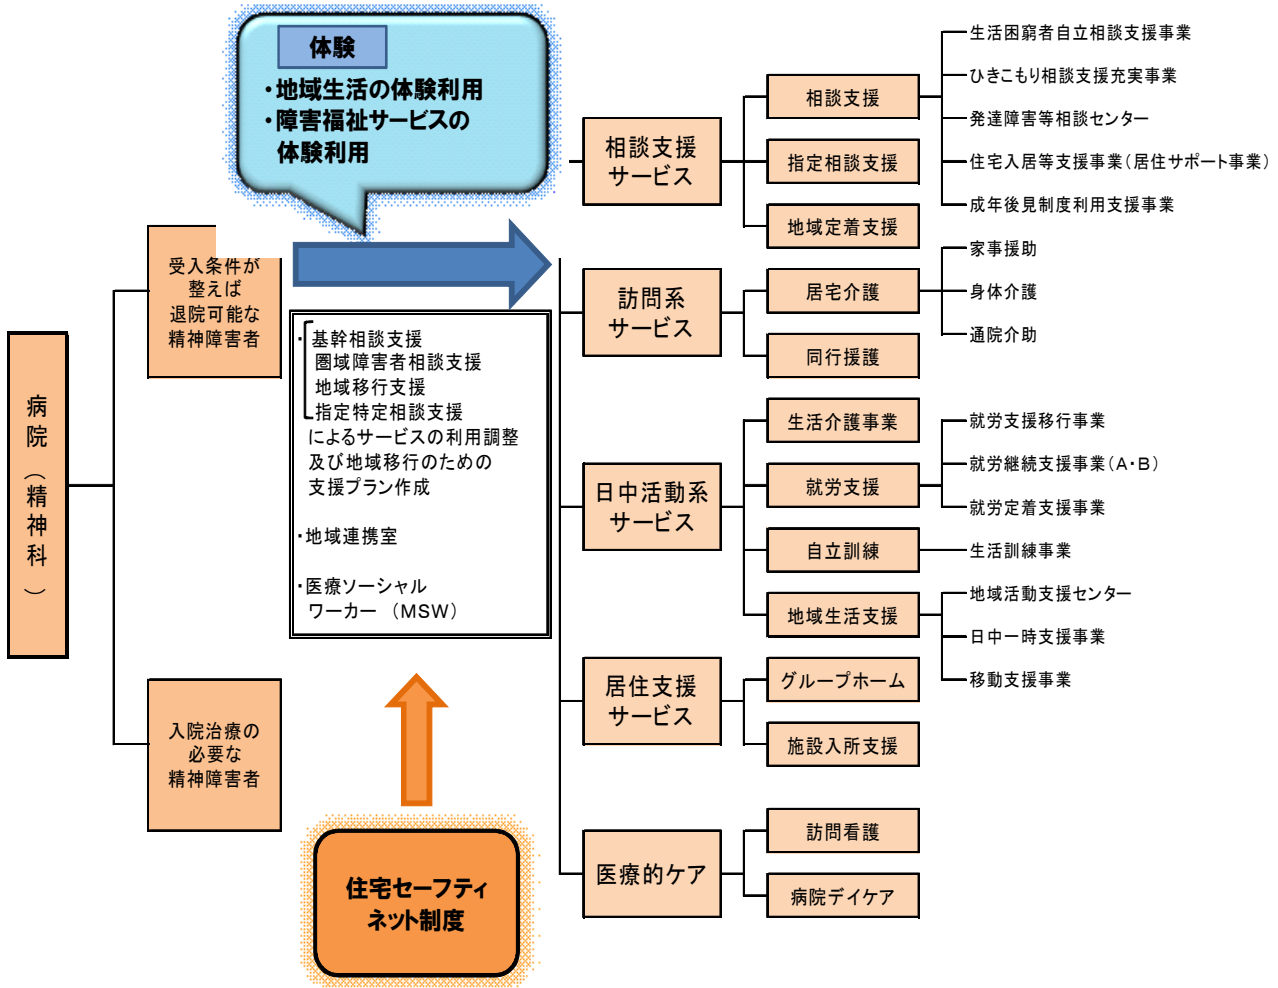 体験
・地域生活の体験利用
・障害福祉サービスの
体験利用
病院（精神科）
受入条件が
整えば
退院可能な
精神障害者
入院治療の
必要な
精神障害者
・基幹相談支援
圏域障害者相談支援
地域移行支援
指定特定相談支援
によるサービスの利用調整
及び地域移行のための
支援プラン作成
・地域連携室
・医療ソーシャル
ワーカー （MSW）
住宅セーフティ
ネット制度
相談支援
サービス
相談支援
生活困窮者自立相談支援事業
ひきこもり相談支援充実事業
発達障害等相談センター
住宅入居等支援事業（居住サポート事業）
成年後見制度利用支援事業
指定相談支援
地域定着支援
訪問系
サービス
居宅介護
家事援助
身体介護
通院介助
同行援護
日中活動系
サービス
生活介護事業
就労支援
就労支援移行事業
就労継続支援事業（A・B）
就労定着支援事業
自立訓練
生活訓練事業
地域生活支援
地域活動支援センター
日中一時支援事業
移動支援事業
居住支援
サービス
グループホーム
施設入所支援
医療的ケア
訪問看護
病院デイケア